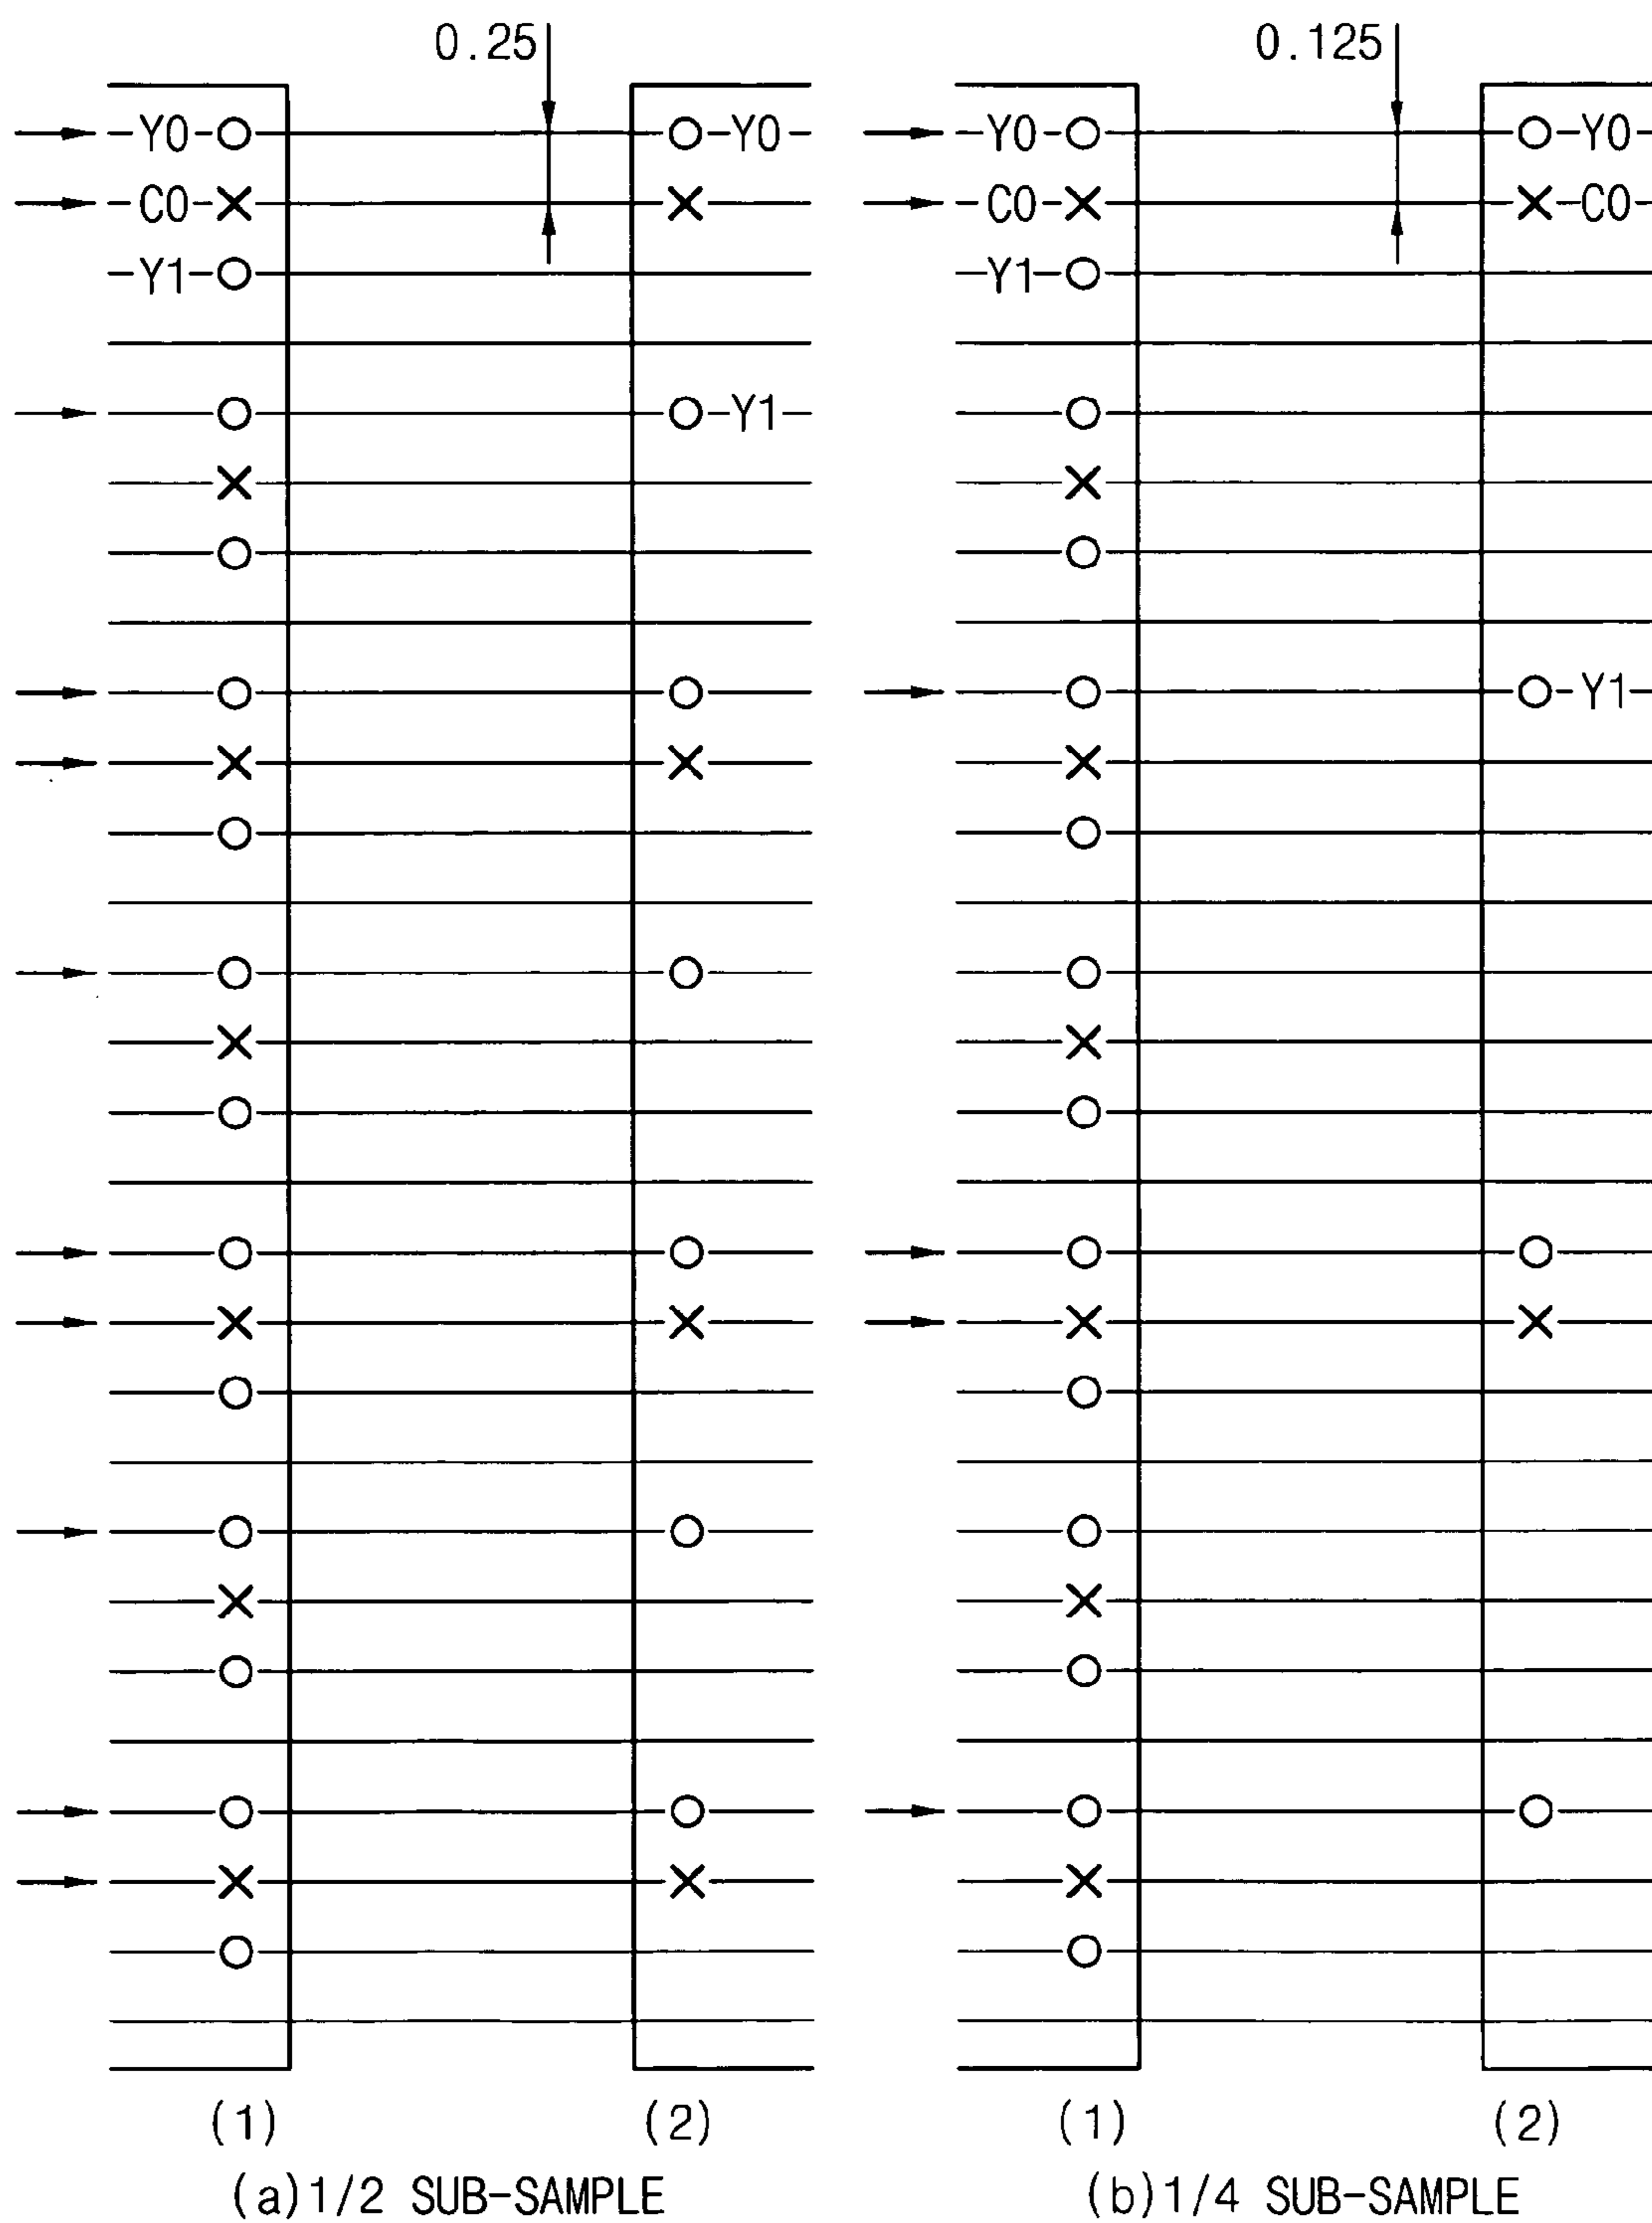 0.25 0.125
Y0 Y0 Y0 Y0
C0 C0 C0
Y1 Y1
Y1
Y1
(1) (2) (1) (2)
(a)1/2 SUB-SAMPLE (b)1/4 SUB-SAMPLE